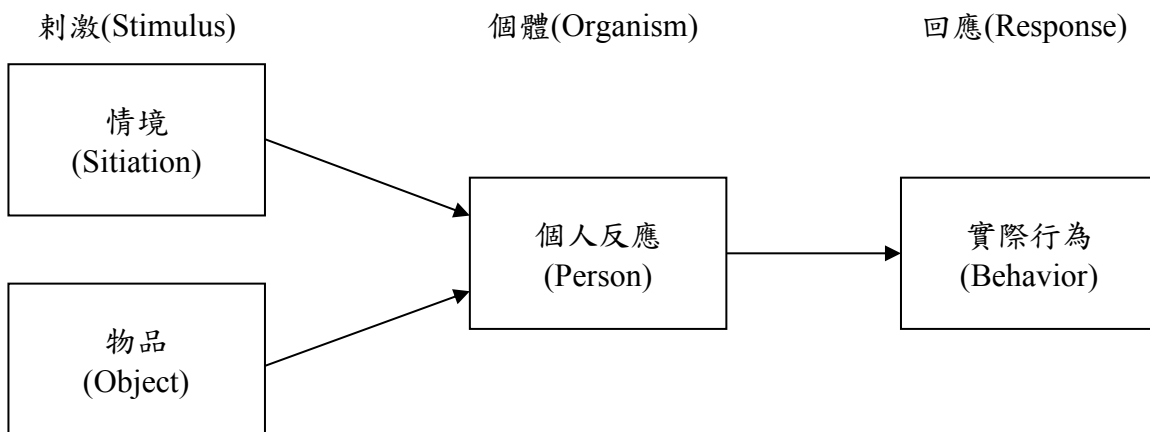 刺激(Stimulus)
個體(Organism)
回應(Response)
情境
(Sitiation)
個人反應
(Person)
實際行為
(Behavior)
物品
(Object)